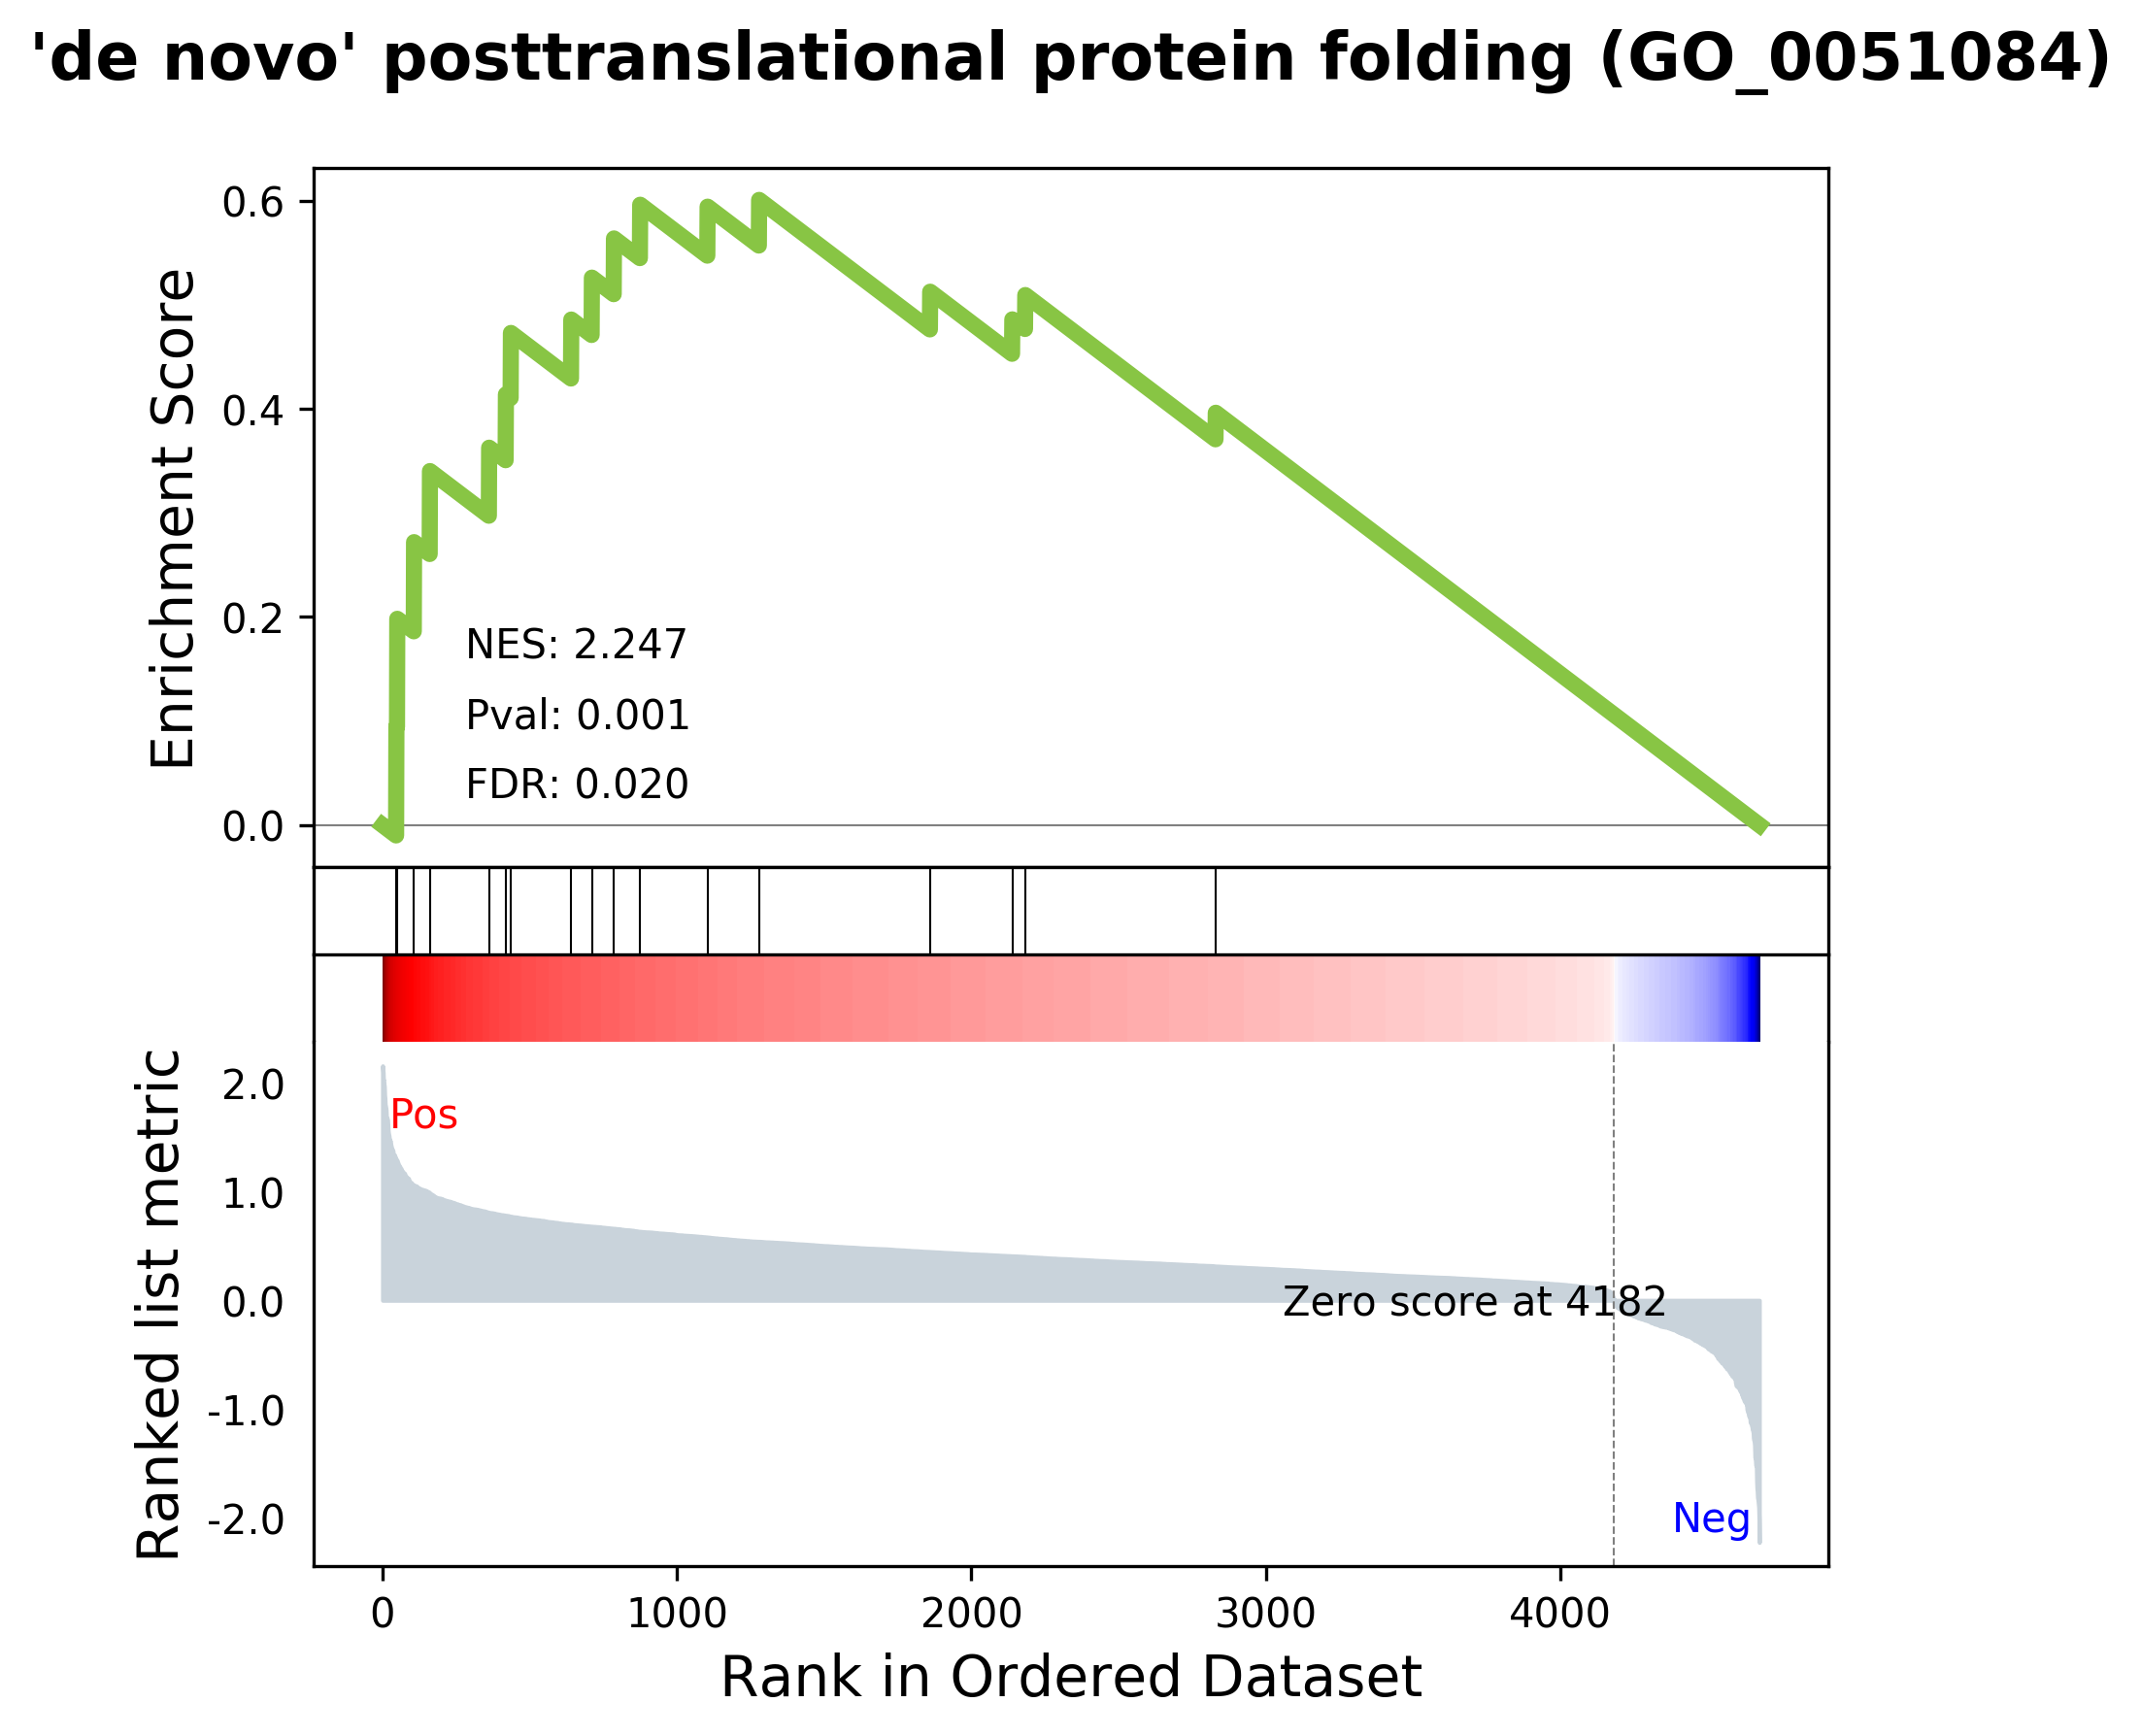 'de novo' posttranslational protein folding (GO_0051084)
Enrichment Score
0.6
0.4
0.2
0.0
NES: 2.247
Pval: 0.001
FDR: 0.020
Ranked list metric
2.0
1.0
0.0
-1.0
-2.0
Pos
Zero score at 4182
Neg
0 1000 2000 3000 4000
Rank in Ordered Dataset